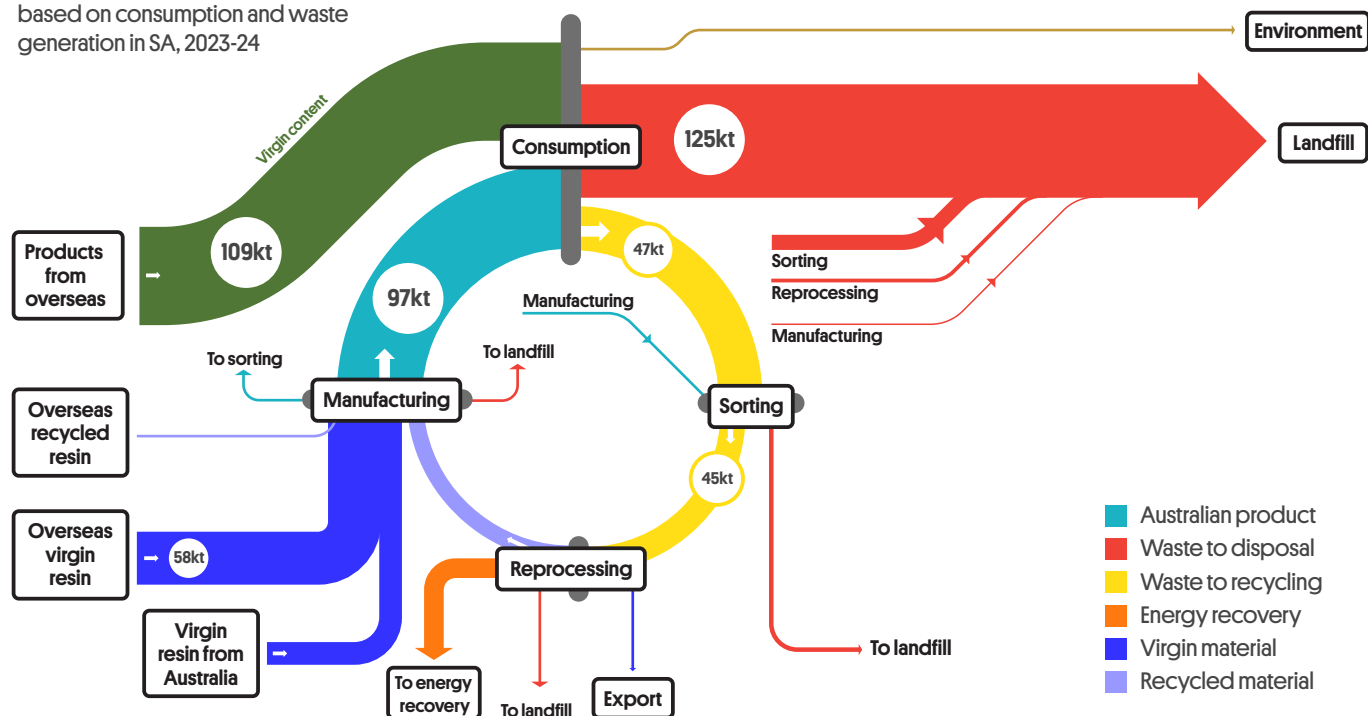 based on consumption and waste
generation in SA, 2023-24
Environment
Virgin content
Consumption
125kt
Landfill
Products
from
overseas
109kt
97kt
47kt
Sorting
Reprocessing
Manufacturing
Manufacturing
To sorting
To landfill
Manufacturing
Sorting
Overseas
recycled
resin
45kt
Overseas
virgin
resin
58kt
Reprocessing
Virgin
resin from
Australia
To energy
recovery
To landfill
Export
To landfill
Australian product
Waste to disposal
Waste to recycling
Energy recovery
Virgin material
Recycled material